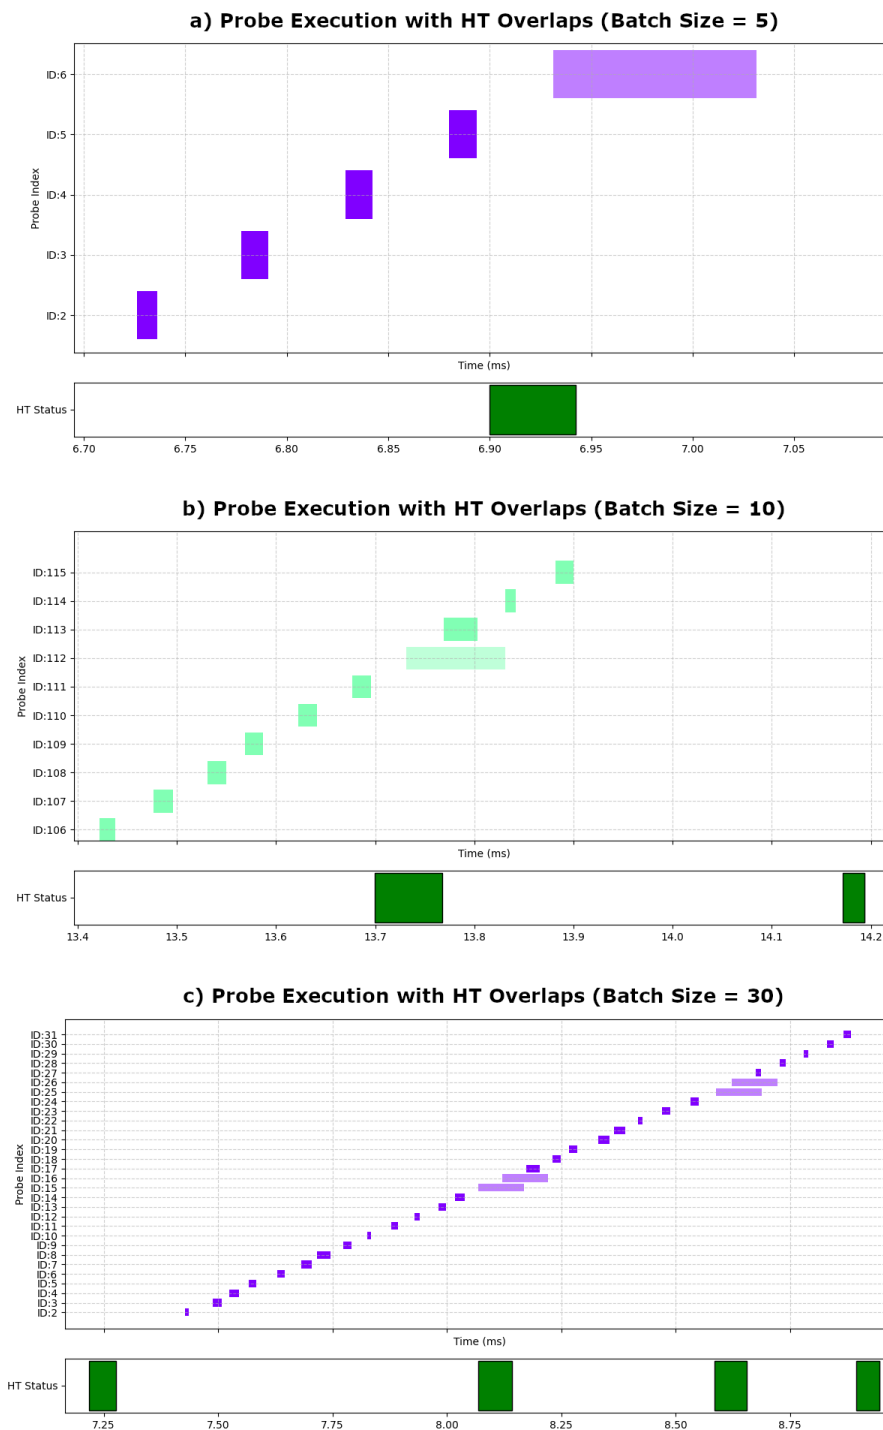 a) Probe Execution with HT Overlaps (Batch Size = 5)
ID:6
ID:5
ID:4
ID:3
ID:2
Probe Index
Time (ms)
HT Status
6.70 6.75 6.80 6.85 6.90 6.95 7.00 7.05
b) Probe Execution with HT Overlaps (Batch Size = 10)
ID:115
ID:114
ID:113
ID:112
ID:111
ID:110
ID:109
ID:108
ID:107
ID:106
Probe Index
Time (ms)
HT Status
13.4 13.5 13.6 13.7 13.8 13.9 14.0 14.1 14.2
c) Probe Execution with HT Overlaps (Batch Size = 30)
ID:31
ID:30
ID:29
ID:28
ID:27
ID:26
ID:25
ID:24
ID:23
ID:22
ID:21
ID:20
ID:19
ID:18
ID:17
ID:16
ID:15
ID:14
ID:13
ID:12
ID:11
ID:10
ID:9
ID:8
ID:7
ID:6
ID:5
ID:4
ID:3
ID:2
Probe Index
Time (ms)
HT Status
7.25 7.50 7.75 8.00 8.25 8.50 8.75